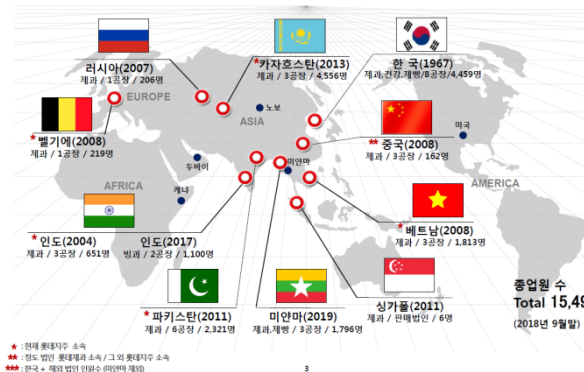 러시아(2007)
제과 / 1공장 / 206명
*카자흐스탄(2013)
제과 / 3공장 / 4,556명
한 국(1967)
제과,건강,제빵/8공장/4,459명
EUROPE
ASIA
노보
*벨기에(2008)
제과 / 1공장 / 219명
**중국(2008)
제과 / 3공장 / 162명
미국
두바이
미얀마
AFRICA
케냐
AMERICA
*인도(2004)
제과 / 3공장 / 651명
인도(2017)
빙과 / 2공장 / 1,100명
*베트남(2008)
제과 / 3공장 / 1,813명
*파키스탄(2011)
제과 / 6공장 / 2,321명
미얀마(2019)
제과,제빵 / 3공장 / 1,796명
싱가폴(2011)
제과 / 판매법인 / 6명
종업원 수
Total 15,49
(2018년 9월말)
* : 현재 롯데지주 소속
** : 청도 법인 롯데제과 소속 / 그 외 롯데지주 소속
*** : 한국 + 해외 법인 인원수 (미얀마 제외)
3